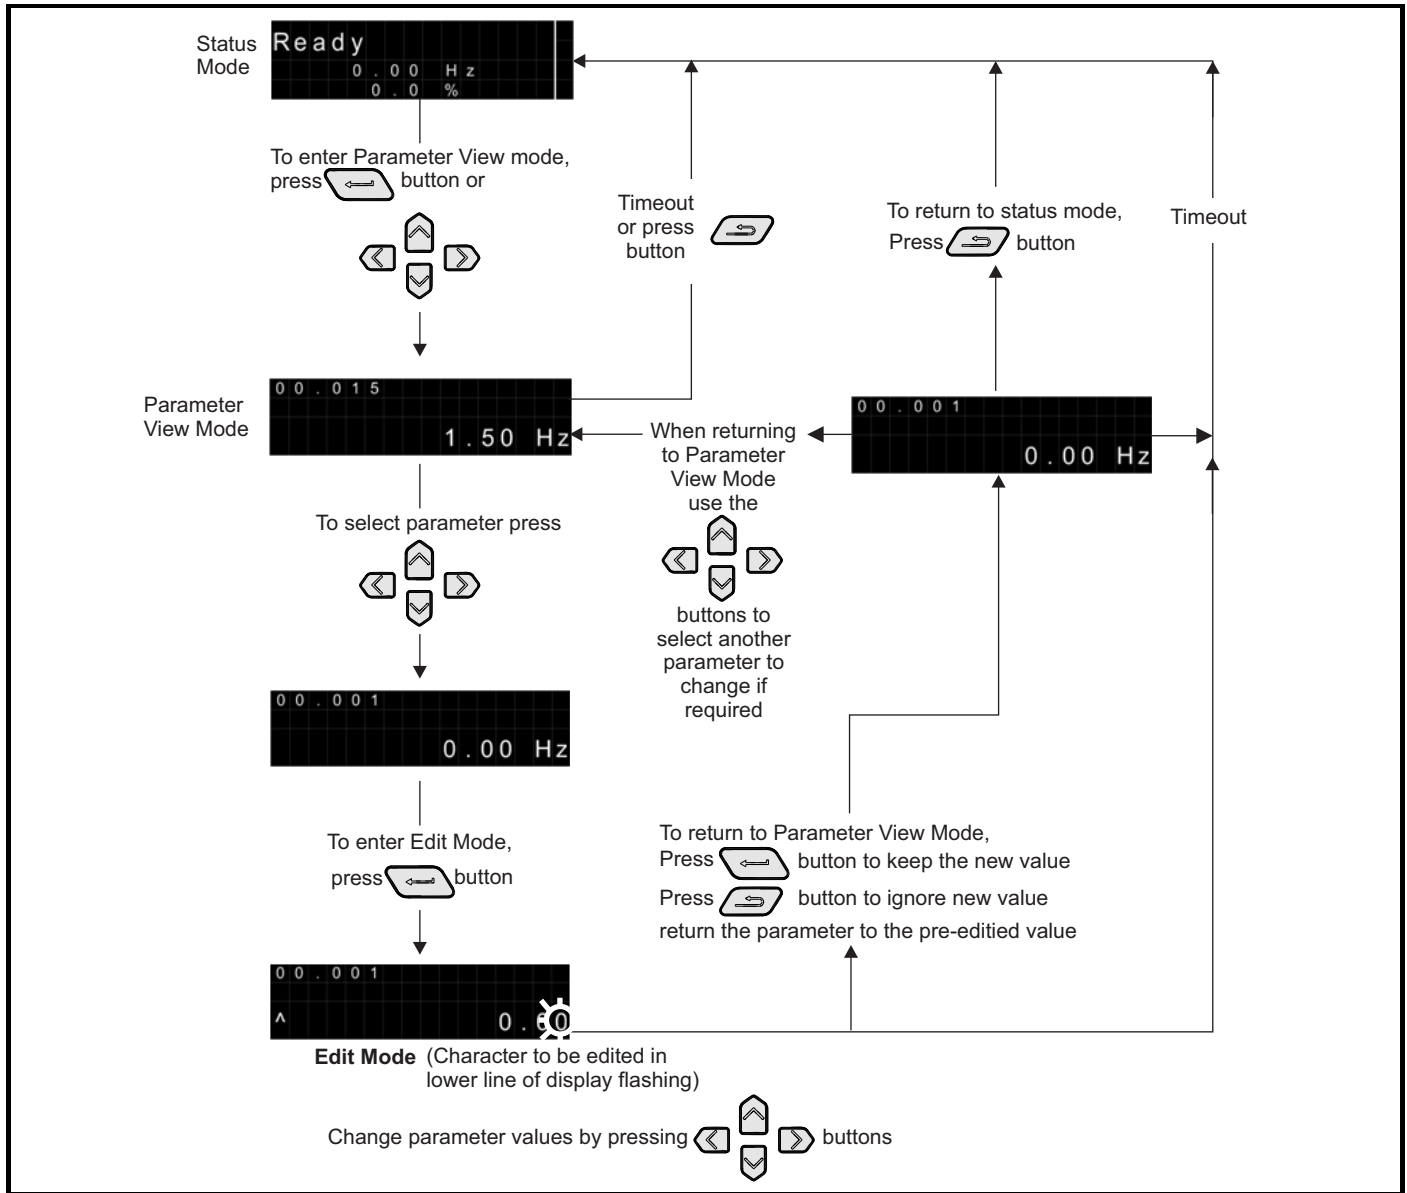 Status
Mode
Ready
0.00 Hz
0.0 %
To enter Parameter View mode,
press button or
Timeout
or press
button
To return to status mode,
Press button
Timeout
Parameter
View Mode
00.015
1.50 Hz
When returning
to Parameter
View Mode
use the
buttons to
select another
parameter to
change if
required
00.001
0.00 Hz
To select parameter press
00.001
0.00 Hz
To enter Edit Mode,
press button
To return to Parameter View Mode,
Press button to keep the new value
Press button to ignore new value
return the parameter to the pre-editied value
00.001
^ 0.00
Edit Mode (Character to be edited in
lower line of display flashing)
Change parameter values by pressing buttons